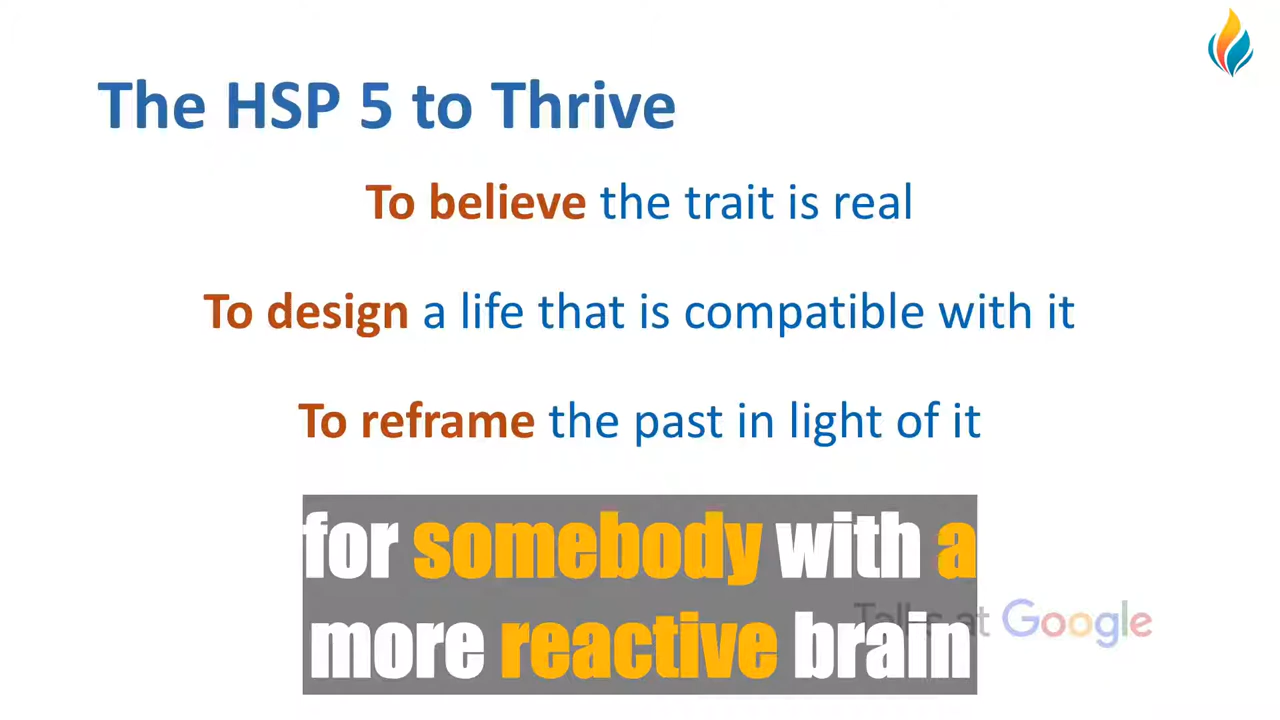 The HSP 5 to Thrive
To believe the trait is real
To design a life that is compatible with it
To reframe the past in light of it
for somebody with a
more reactive brain
Talks at Google